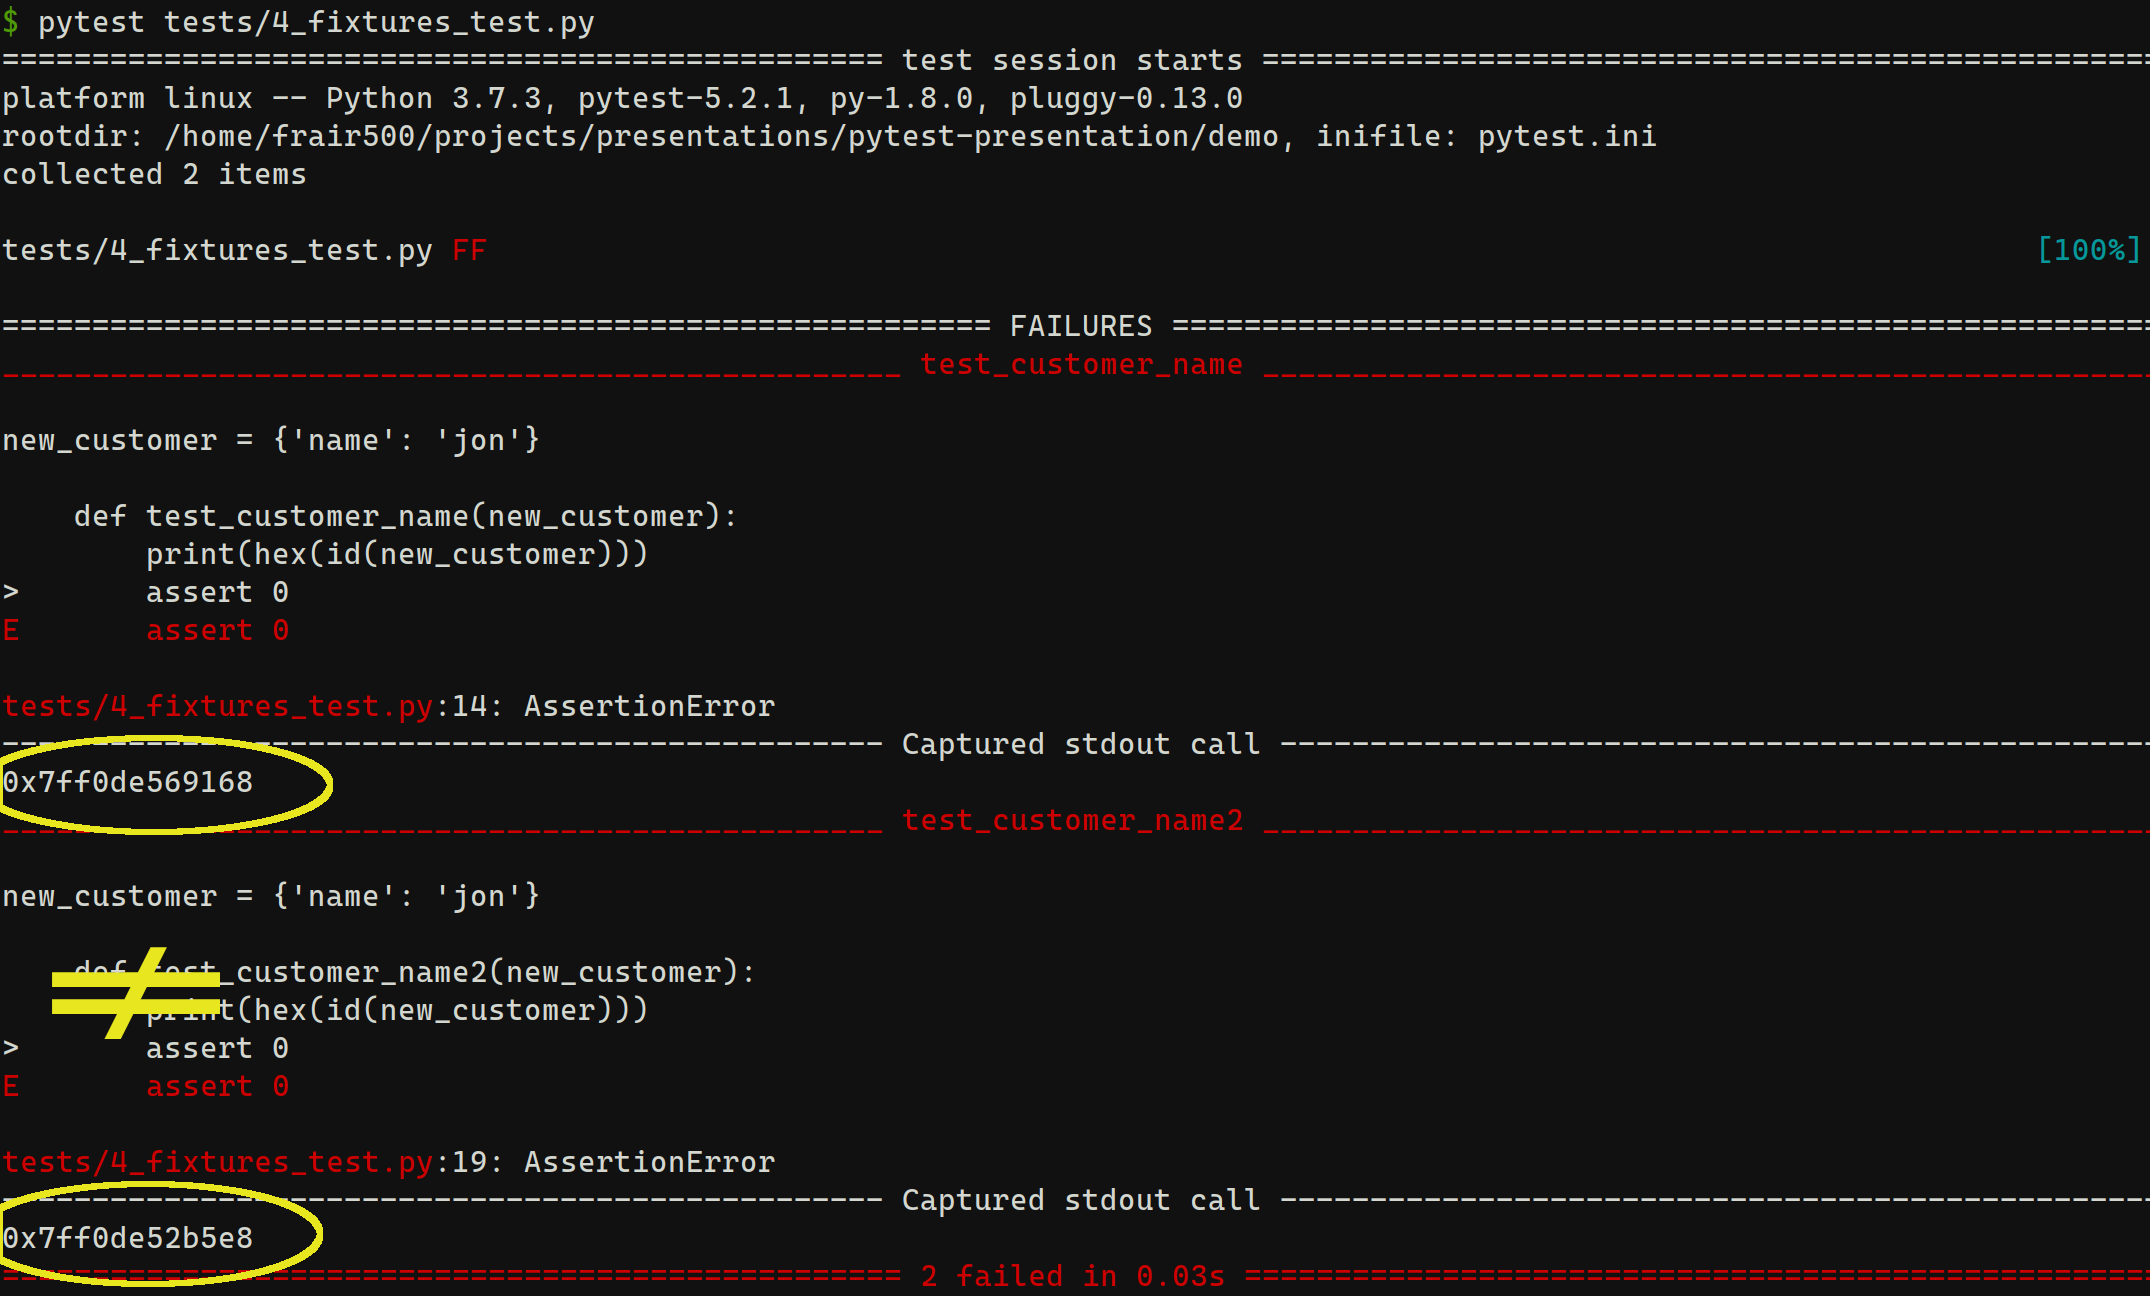 $ pytest tests/4_fixtures_test.py
================================================= test session starts =================================================
platform linux -- Python 3.7.3, pytest-5.2.1, py-1.8.0, pluggy-0.13.0
rootdir: /home/frair500/projects/presentations/pytest-presentation/demo, inifile: pytest.ini
collected 2 items
tests/4_fixtures_test.py FF [100%]
======================================================= FAILURES ======================================================
__________________________________________________ test_customer_name _________________________________________________
new_customer = {'name': 'jon'}
    def test_customer_name(new_customer):
        print(hex(id(new_customer)))
>       assert 0
E       assert 0
tests/4_fixtures_test.py:14: AssertionError
------------------------------------------------- Captured stdout call ------------------------------------------------
0x7ff0de569168
_________________________________________________ test_customer_name2 _________________________________________________
new_customer = {'name': 'jon'}
    def test_customer_name2(new_customer):
≠
        print(hex(id(new_customer)))
>       assert 0
E       assert 0
tests/4_fixtures_test.py:19: AssertionError
------------------------------------------------- Captured stdout call ------------------------------------------------
0x7ff0de52b5e8
================================================== 2 failed in 0.03s ==================================================